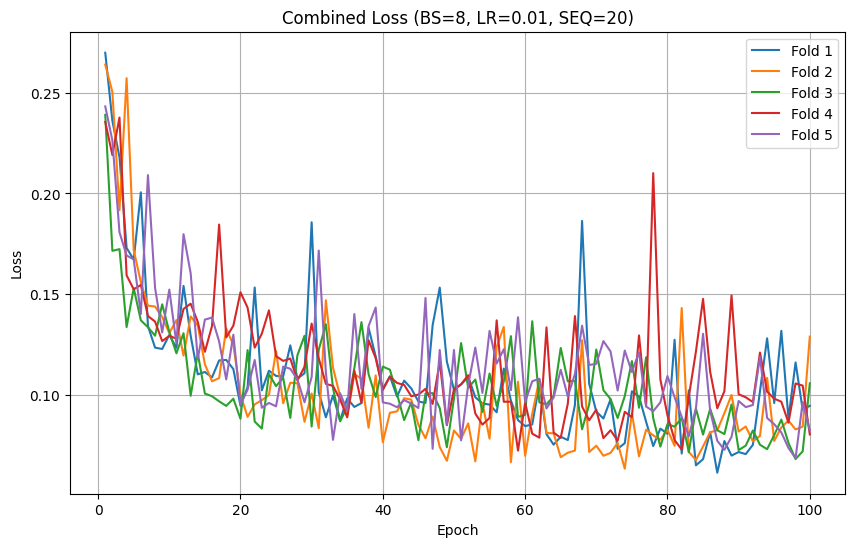 Combined Loss (BS=8, LR=0.01, SEQ=20)
Fold 1
Fold 2
Fold 3
Fold 4
Fold 5
0.25
0.20
0.15
0.10
Loss
0
20
40
60
80
100
Epoch